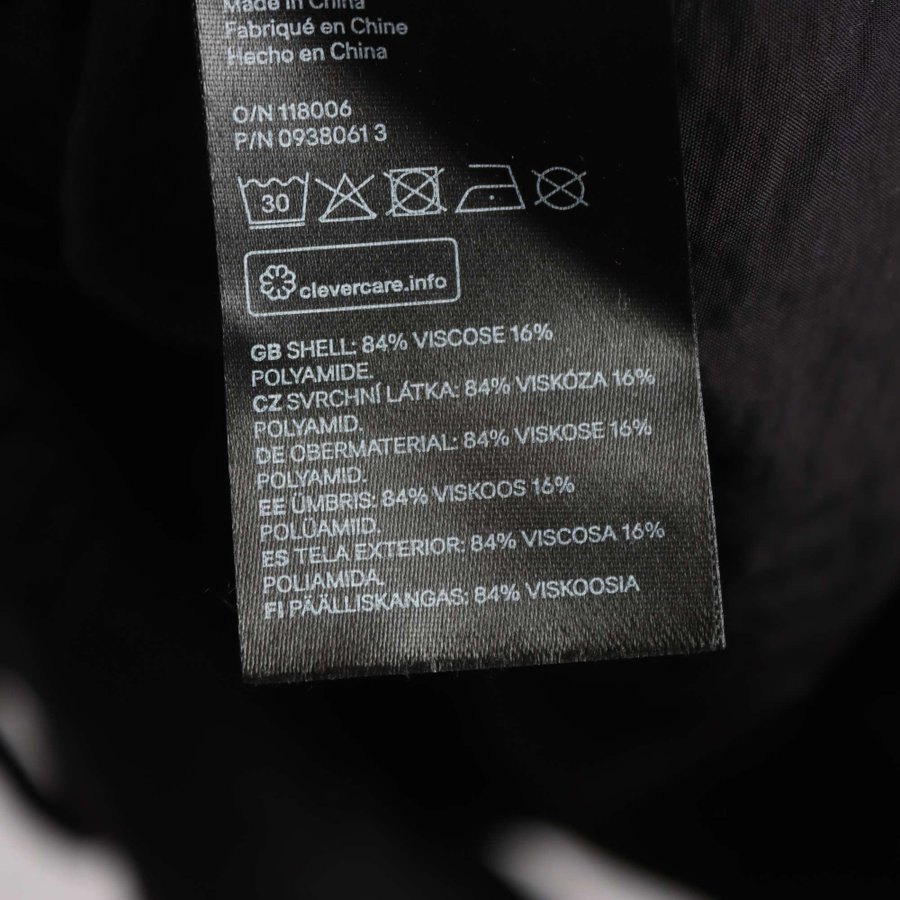 Made in China
Fabriqué en Chine
Hecho en China
O/N 118006
P/N 0938061 3
30
clevercare.info
GB SHELL: 84% VISCOSE 16%
POLYAMIDE.
CZ SVRCHNÍ LÁTKA: 84% VISKÓZA 16%
POLYAMID.
DE OBERMATERIAL: 84% VISKOSE 16%
POLYAMID.
EE ÜMBRIS: 84% VISKOOS 16%
POLÜAMIID.
ES TELA EXTERIOR: 84% VISCOSA 16%
POLIAMIDA.
FI PÄÄLLISKANGAS: 84% VISKOOSIA